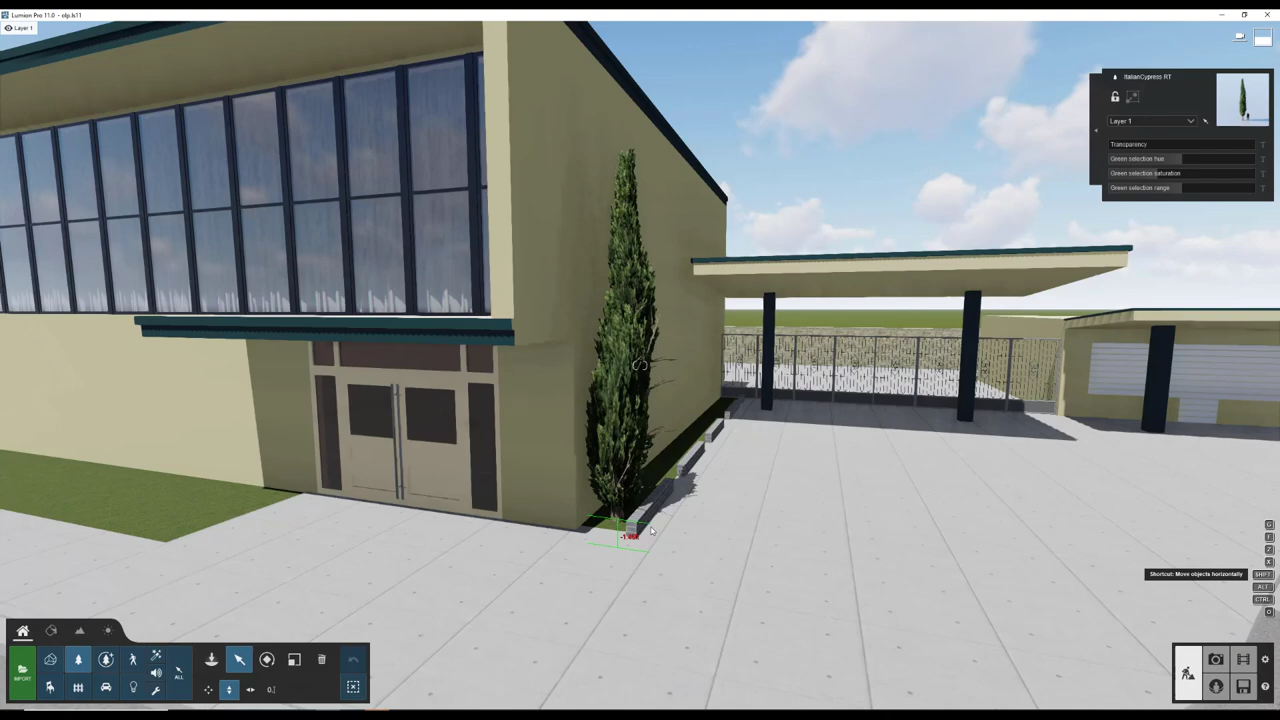 Lumion Pro 11.0 - olp.ls11
Layer 1
ItalianCypress RT
Layer 1
Transparency
Green selection hue
Green selection saturation
Green selection range
G
F
Z
X
Shortcut: Move objects horizontally
SHIFT
ALT
CTRL
O
IMPORT
ALL